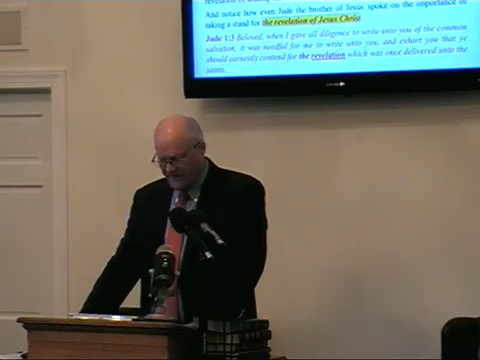 And notice how even Jude the brother of Jesus spoke on the importance of
taking a stand for the revelation of Jesus Christ.
Jude 1:3 Beloved, when I gave all diligence to write unto you of the common
salvation, it was needful for me to write unto you, and exhort you that ye
should earnestly contend for the revelation which was once delivered unto the
saints.